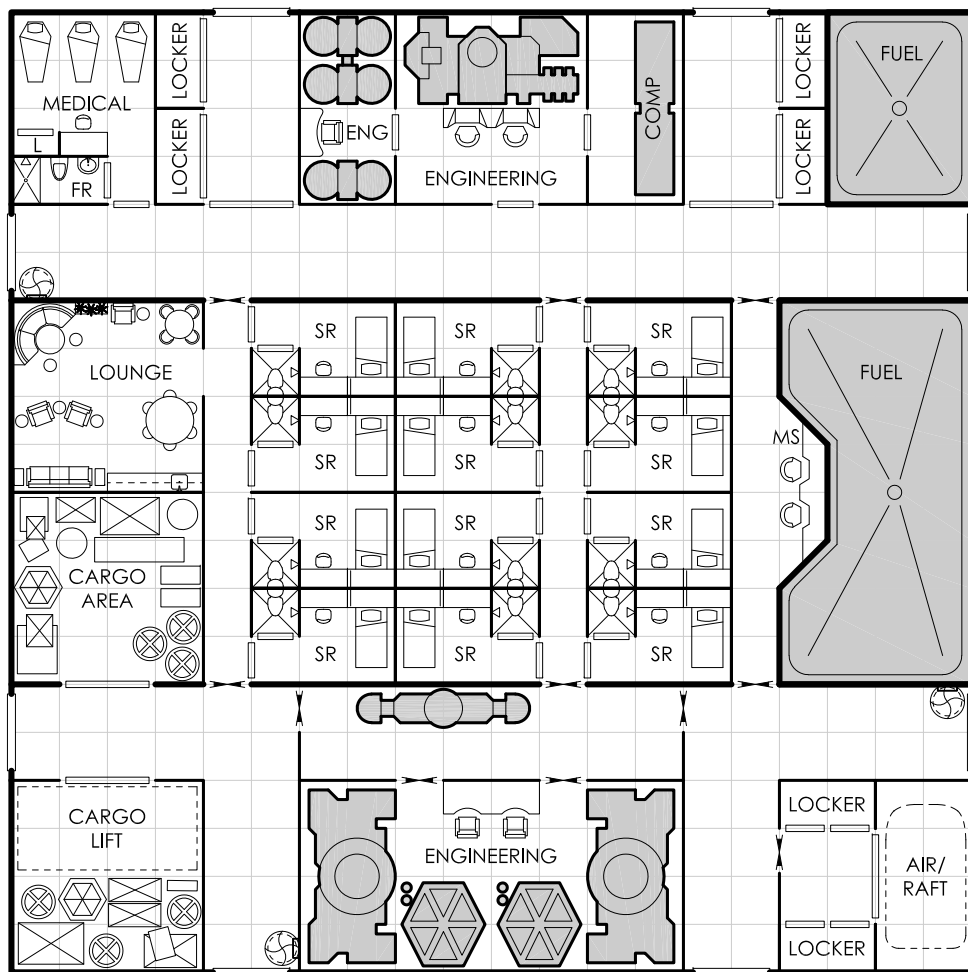 LOCKER
LOCKER
FUEL
MEDICAL
COMP
L
ENG
LOCKER
LOCKER
FR
ENGINEERING
SR
SR
SR
LOUNGE
FUEL
MS
SR
SR
SR
SR
SR
SR
CARGO
AREA
SR
SR
SR
CARGO
LIFT
LOCKER
ENGINEERING
AIR/
RAFT
LOCKER